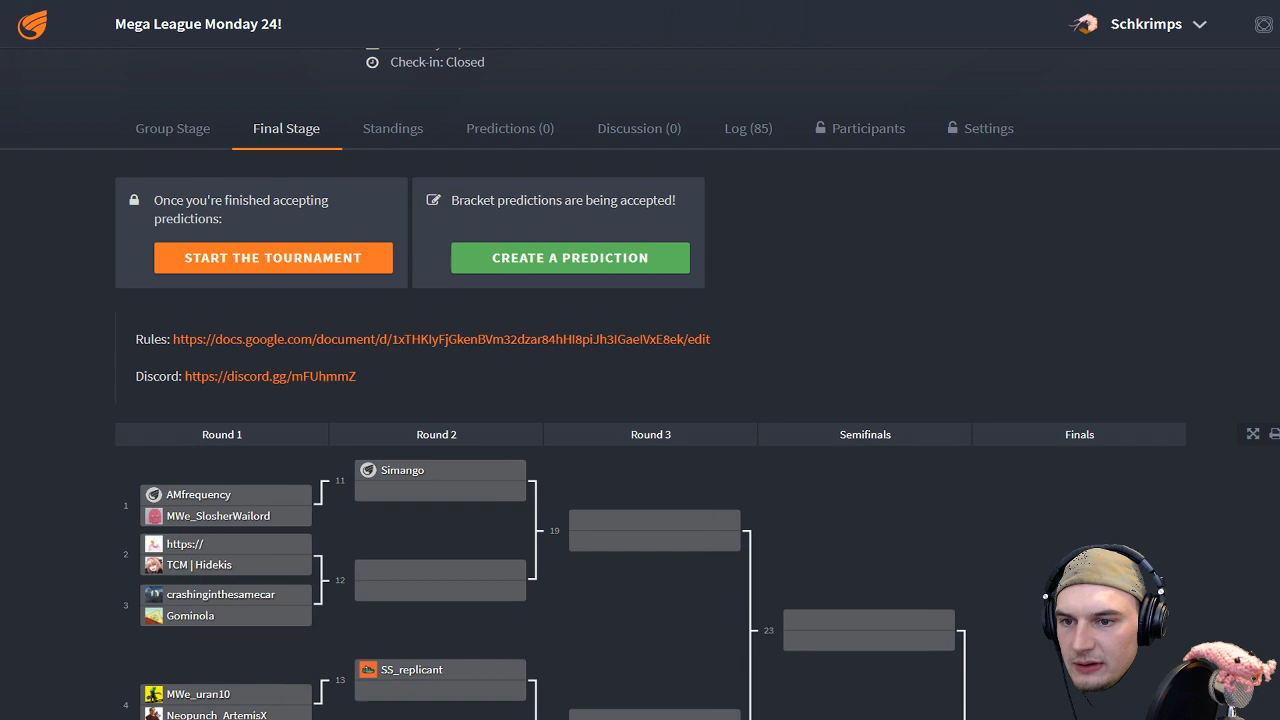 Mega League Monday 24!
Schkrimps
Check-in: Closed
Group Stage
Final Stage
Standings
Predictions (0)
Discussion (0)
Log (85)
Participants
Settings
Once you're finished accepting
predictions:
START THE TOURNAMENT
Bracket predictions are being accepted!
CREATE A PREDICTION
Rules: https://docs.google.com/document/d/1xTHKIyFjGkenBVm32dzar84hHI8piJh3IGaeIVxE8ek/edit
Discord: https://discord.gg/mFUhmmZ
Round 1
Round 2
Round 3
Semifinals
Finals
1
AMfrequency
MWe_SlosherWailord
2
https://
TCM | Hidekis
3
crashinginthesamecar
Gominola
4
MWe_uran10
Neopunch_ArtemisX
11
Simango
12
13
SS_replicant
19
23